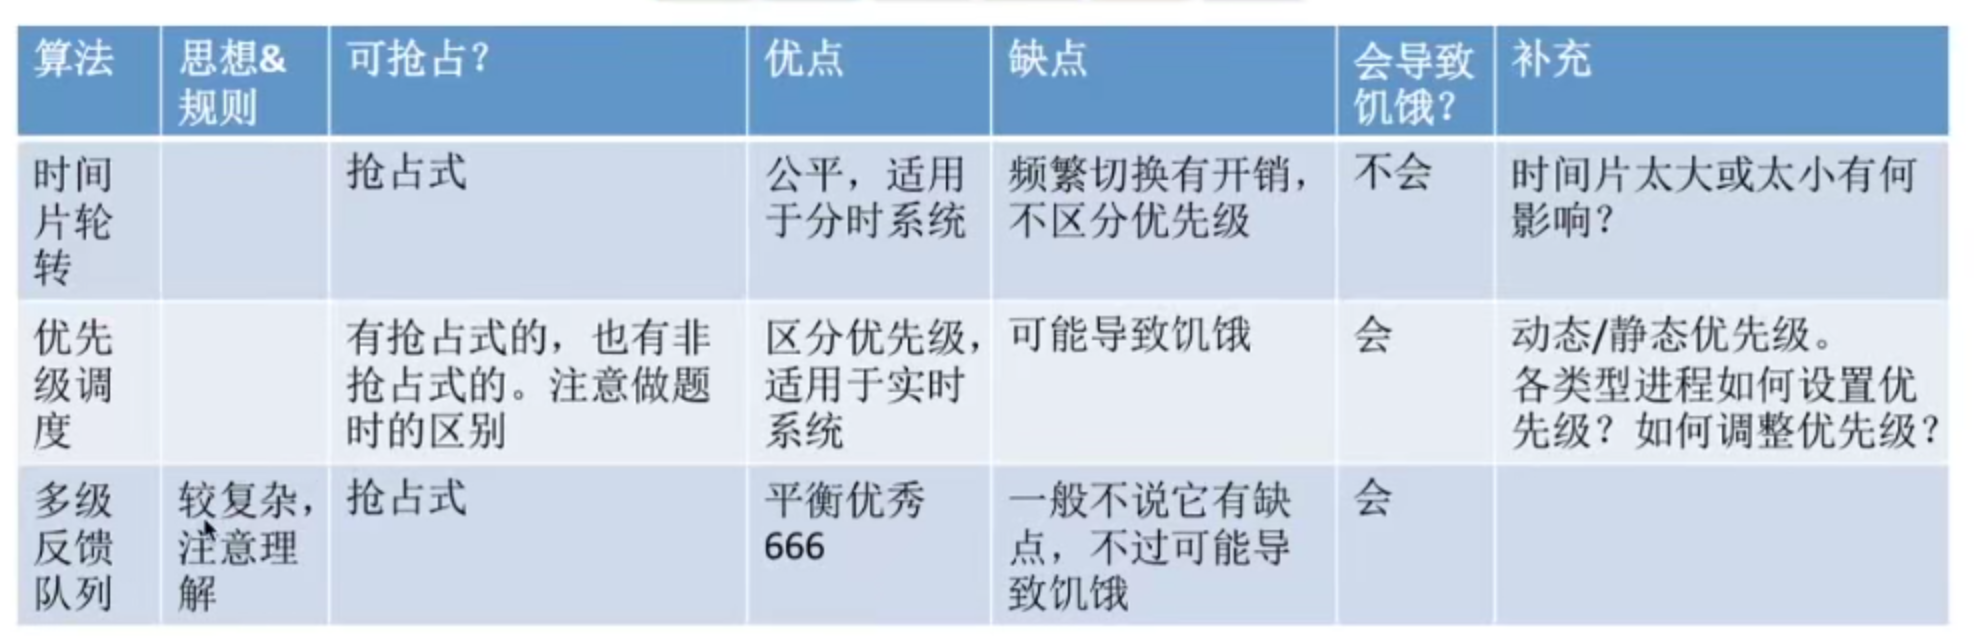 算法
思想&
规则
可抢占？
优点
缺点
会导致
饥饿？
补充
时间
片轮
转
抢占式
公平，适用
于分时系统
频繁切换有开销，
不区分优先级
不会
时间片太大或太小有何
影响？
优先
级调
度
有抢占式的，也有非
抢占式的。注意做题
时的区别
区分优先级，
适用于实时
系统
可能导致饥饿
会
动态/静态优先级。
各类型进程如何设置优
先级？如何调整优先级？
多级
反馈
队列
较复杂，
注意理
解
抢占式
平衡优秀
666
一般不说它有缺
点，不过可能导
致饥饿
会